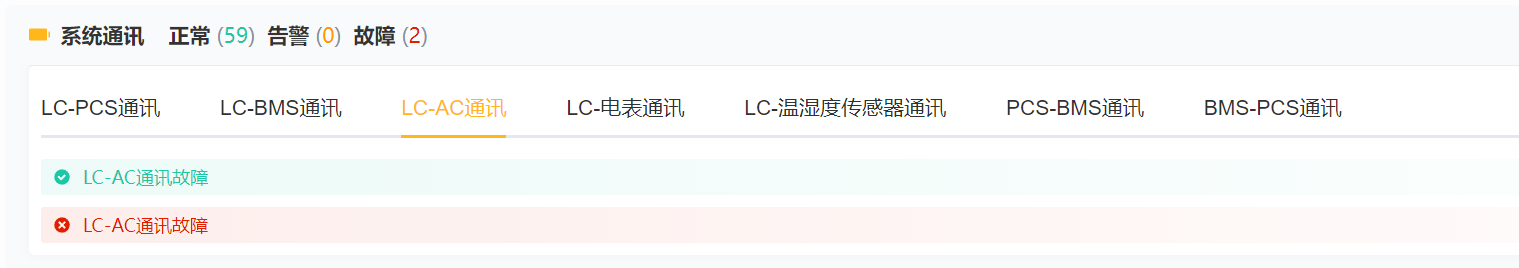 系统通讯 正常 (59) 告警 (0) 故障 (2)
LC-PCS通讯 LC-BMS通讯 LC-AC通讯 LC-电表通讯 LC-温湿度传感器通讯 PCS-BMS通讯 BMS-PCS通讯
LC-AC通讯故障
LC-AC通讯故障